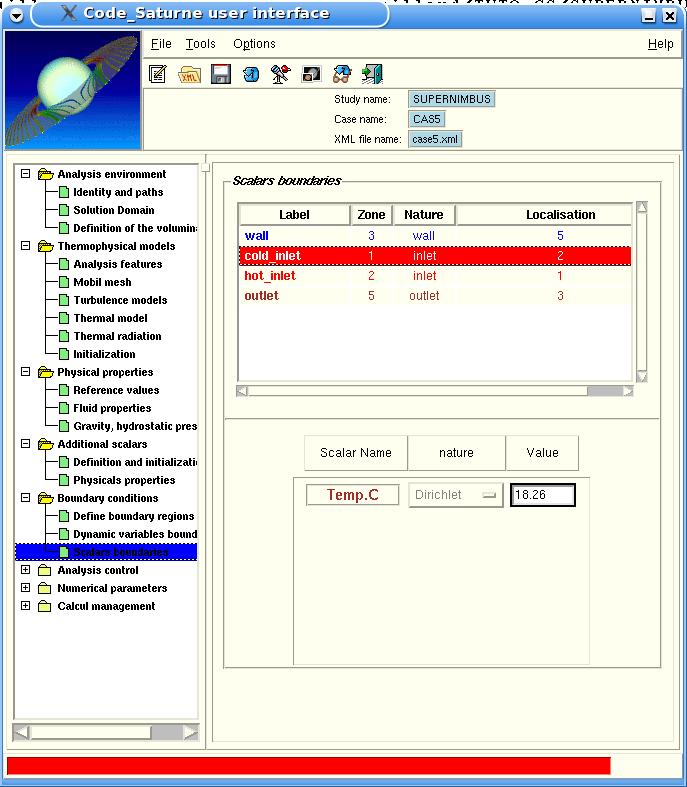 Code_Saturne user interface
File Tools Options Help
XML
Study name: SUPERNIMBUS
Case name: CAS5
XML file name: case5.xml
Analysis environment
Identity and paths
Solution Domain
Definition of the volumin
Thermophysical models
Analysis features
Mobil mesh
Turbulence models
Thermal model
Thermal radiation
Initialization
Physical properties
Reference values
Fluid properties
Gravity, hydrostatic pres
Additional scalars
Definition and initializati
Physicals properties
Boundary conditions
Define boundary regions
Dynamic variables bound
Scalars boundaries
Analysis control
Numerical parameters
Calcul management
Scalars boundaries
Label Zone Nature Localisation
wall 3 wall 5
cold_inlet 1 inlet 2
hot_inlet 2 inlet 1
outlet 5 outlet 3
Scalar Name nature Value
Temp.C Dirichlet 18.26